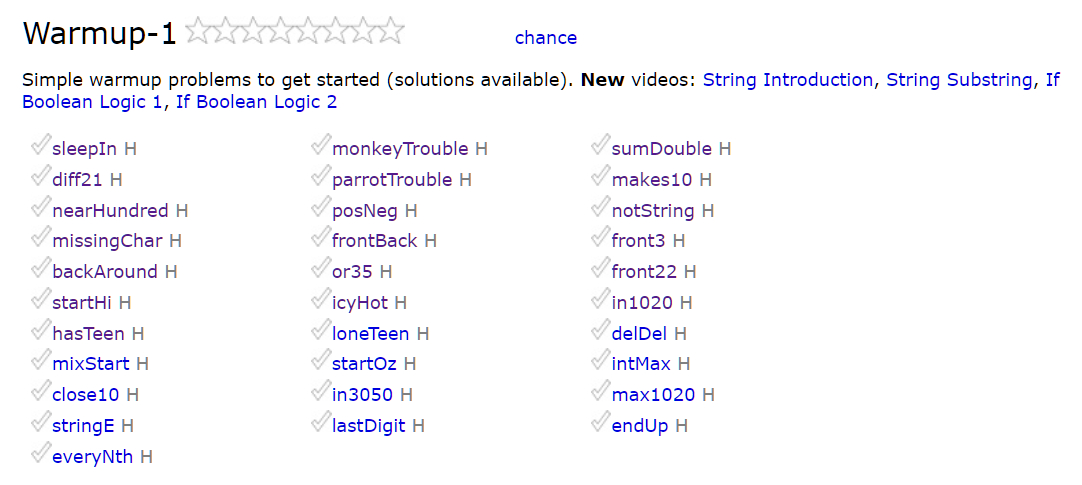 Warmup-1 chance
Simple warmup problems to get started (solutions available). New videos: String Introduction, String Substring, If
Boolean Logic 1, If Boolean Logic 2
sleepIn H monkeyTrouble H sumDouble H
diff21 H parrotTrouble H makes10 H
nearHundred H posNeg H notString H
missingChar H frontBack H front3 H
backAround H or35 H front22 H
startHi H icyHot H in1020 H
hasTeen H loneTeen H delDel H
mixStart H startOz H intMax H
close10 H in3050 H max1020 H
stringE H lastDigit H endUp H
everyNth H